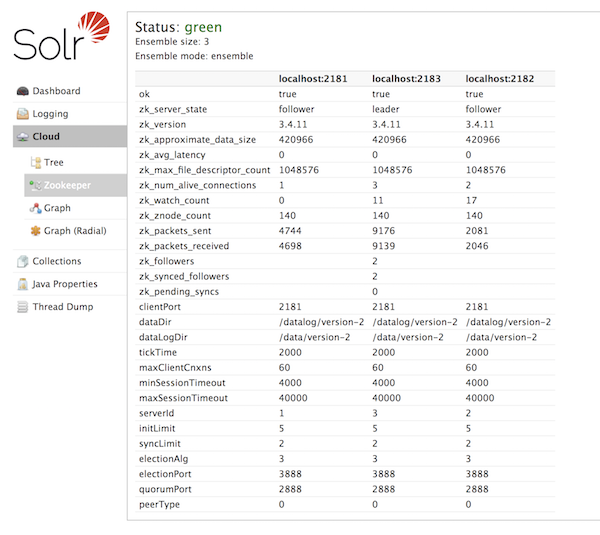 Solr
Dashboard
Logging
Cloud
Tree
Zookeeper
Graph
Graph (Radial)
Collections
Java Properties
Thread Dump
Status: green
Ensemble size: 3
Ensemble mode: ensemble
localhost:2181 localhost:2183 localhost:2182
ok true true true
zk_server_state follower leader follower
zk_version 3.4.11 3.4.11 3.4.11
zk_approximate_data_size 420966 420966 420966
zk_avg_latency 0 0 0
zk_max_file_descriptor_count 1048576 1048576 1048576
zk_num_alive_connections 1 3 2
zk_watch_count 0 11 17
zk_znode_count 140 140 140
zk_packets_sent 4744 9176 2081
zk_packets_received 4698 9139 2046
zk_followers 2
zk_synced_followers 2
zk_pending_syncs 0
clientPort 2181 2181 2181
dataDir /datalog/version-2 /datalog/version-2 /datalog/version-2
dataLogDir /data/version-2 /data/version-2 /data/version-2
tickTime 2000 2000 2000
maxClientCnxns 60 60 60
minSessionTimeout 4000 4000 4000
maxSessionTimeout 40000 40000 40000
serverId 1 3 2
initLimit 5 5 5
syncLimit 2 2 2
electionAlg 3 3 3
electionPort 3888 3888 3888
quorumPort 2888 2888 2888
peerType 0 0 0